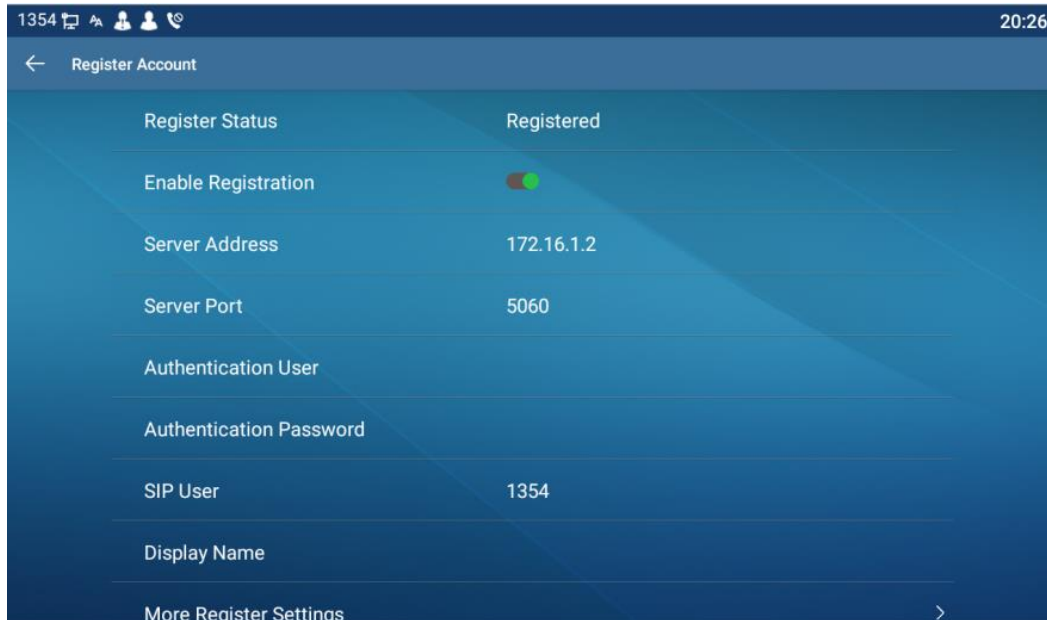 1354 20:26
Register Account
Register Status Registered
Enable Registration
Server Address 172.16.1.2
Server Port 5060
Authentication User
Authentication Password
SIP User 1354
Display Name
More Register Settings